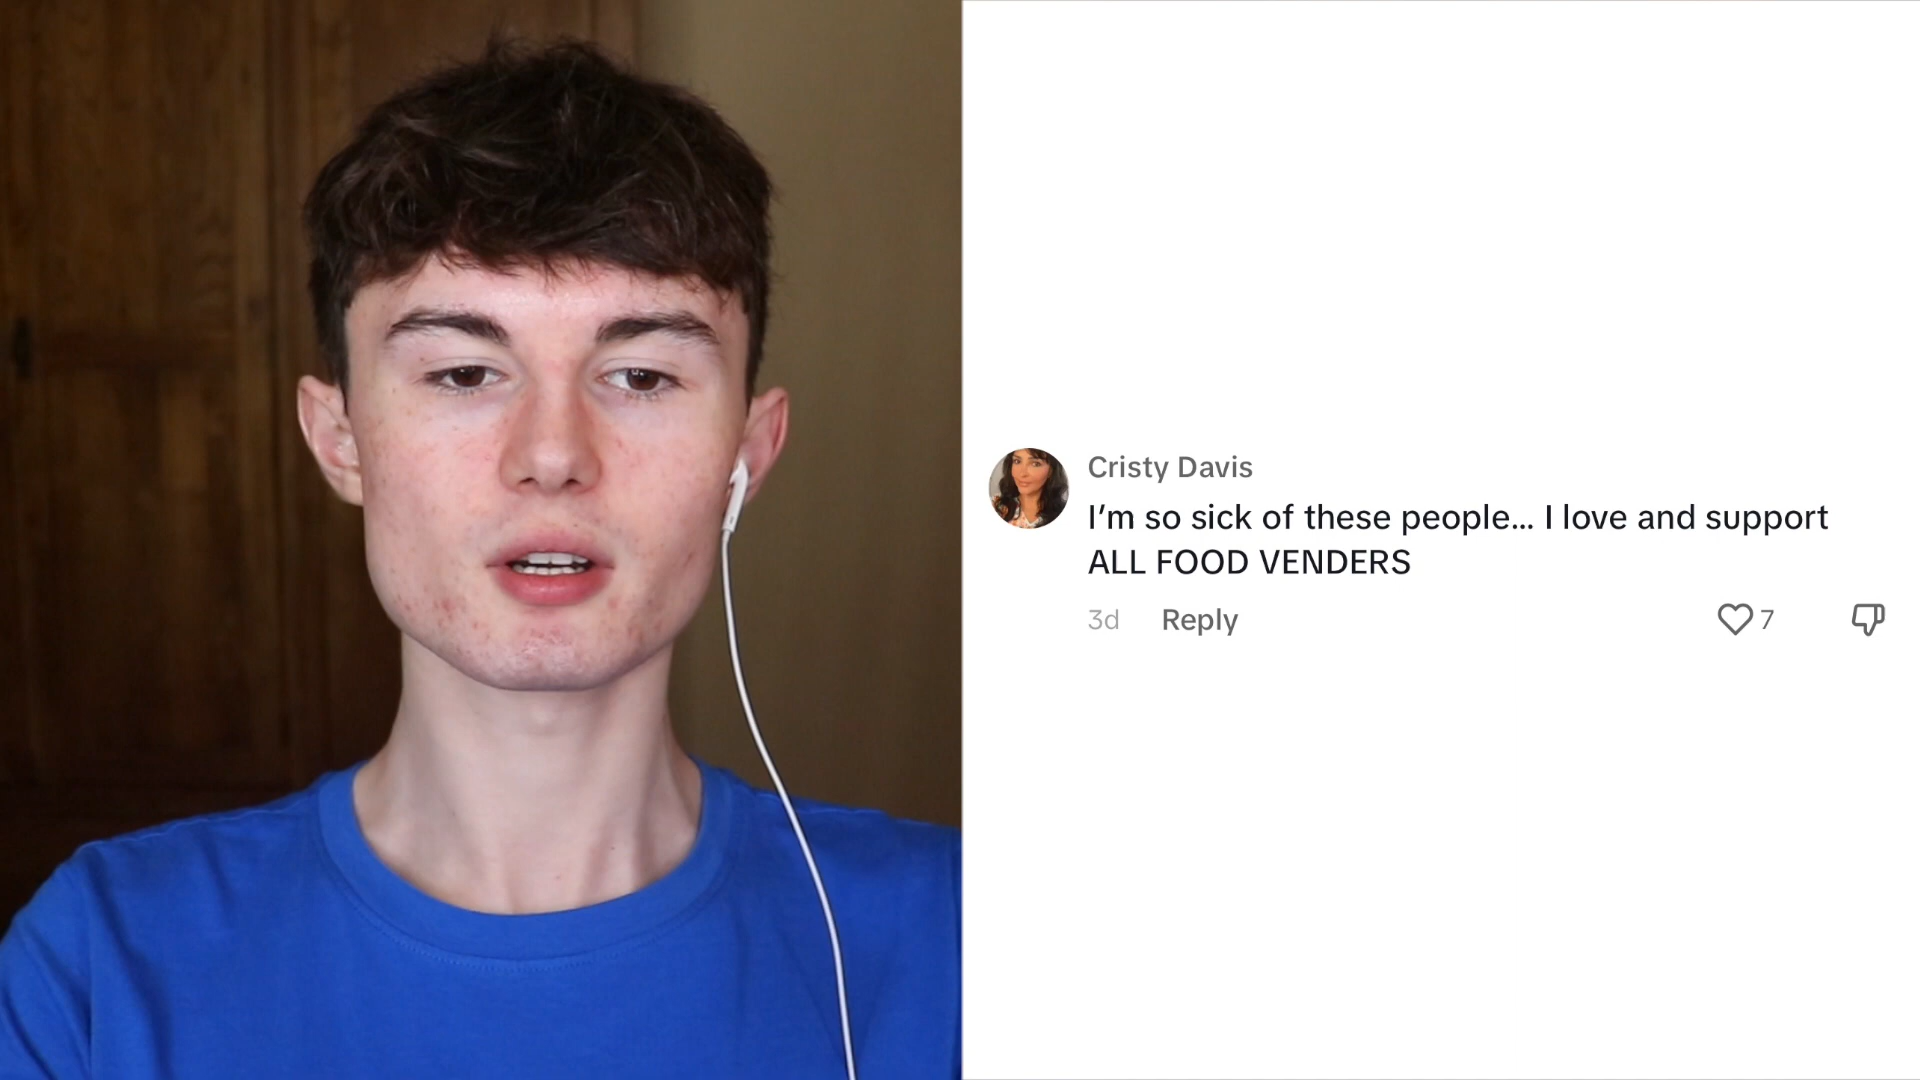 Cristy Davis
I’m so sick of these people... I love and support
ALL FOOD VENDERS
3d Reply 7